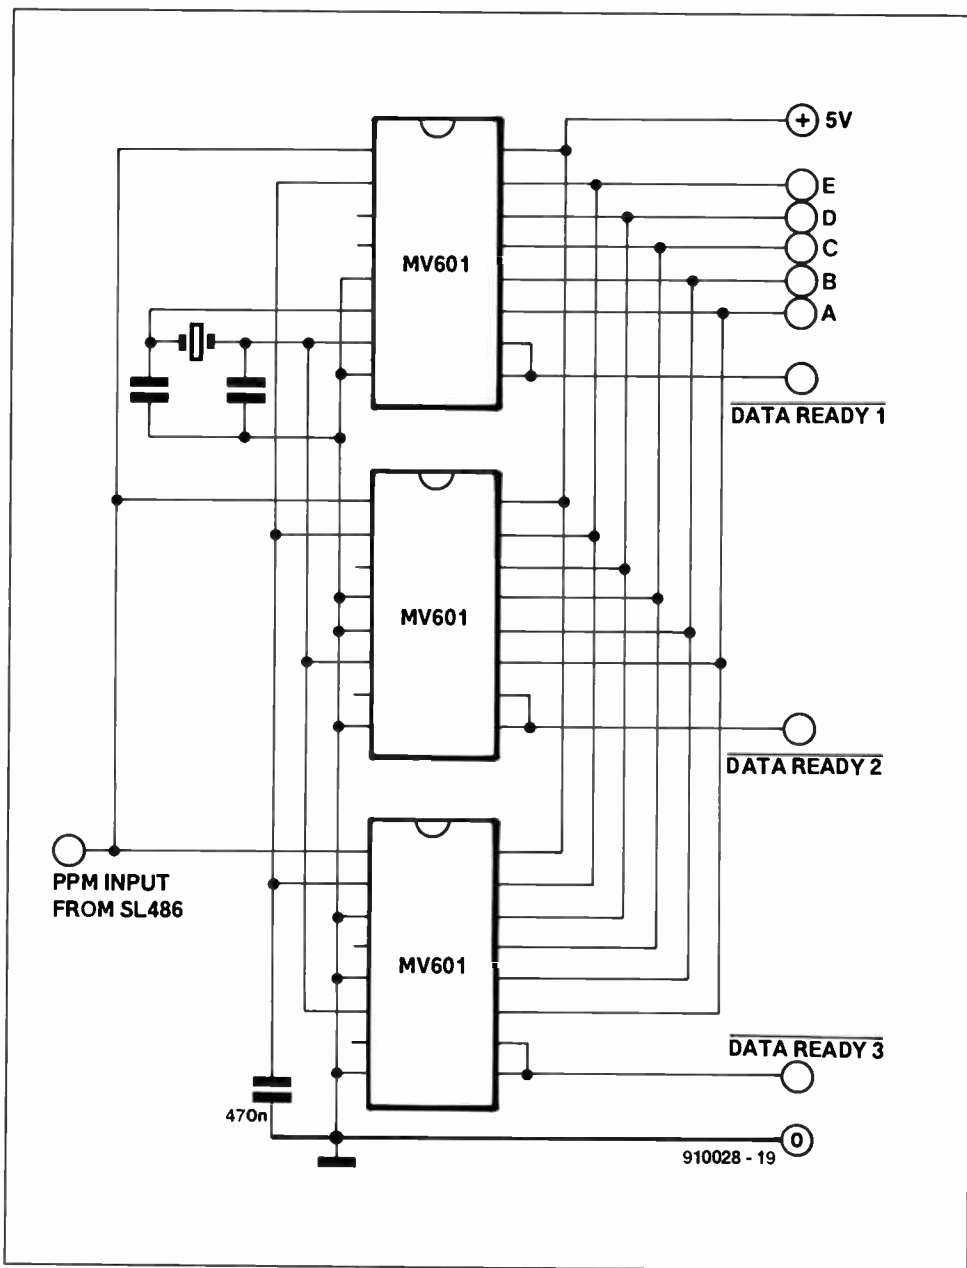 + 5V
E
D
C
B
A
MV601
DATA READY 1
MV601
DATA READY 2
PPM INPUT
FROM SL486
MV601
DATA READY 3
470n
0
910028 - 19